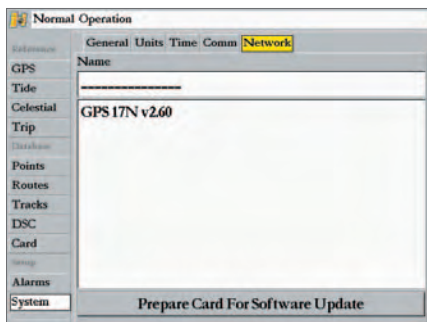 Normal Operation
General Units Time Comm Network
Reference
GPS
Tide
Celestial
Trip
Database
Points
Routes
Tracks
DSC
Card
Setup
Alarms
System
Name
---------------
GPS 17N v2.60
Prepare Card For Software Update